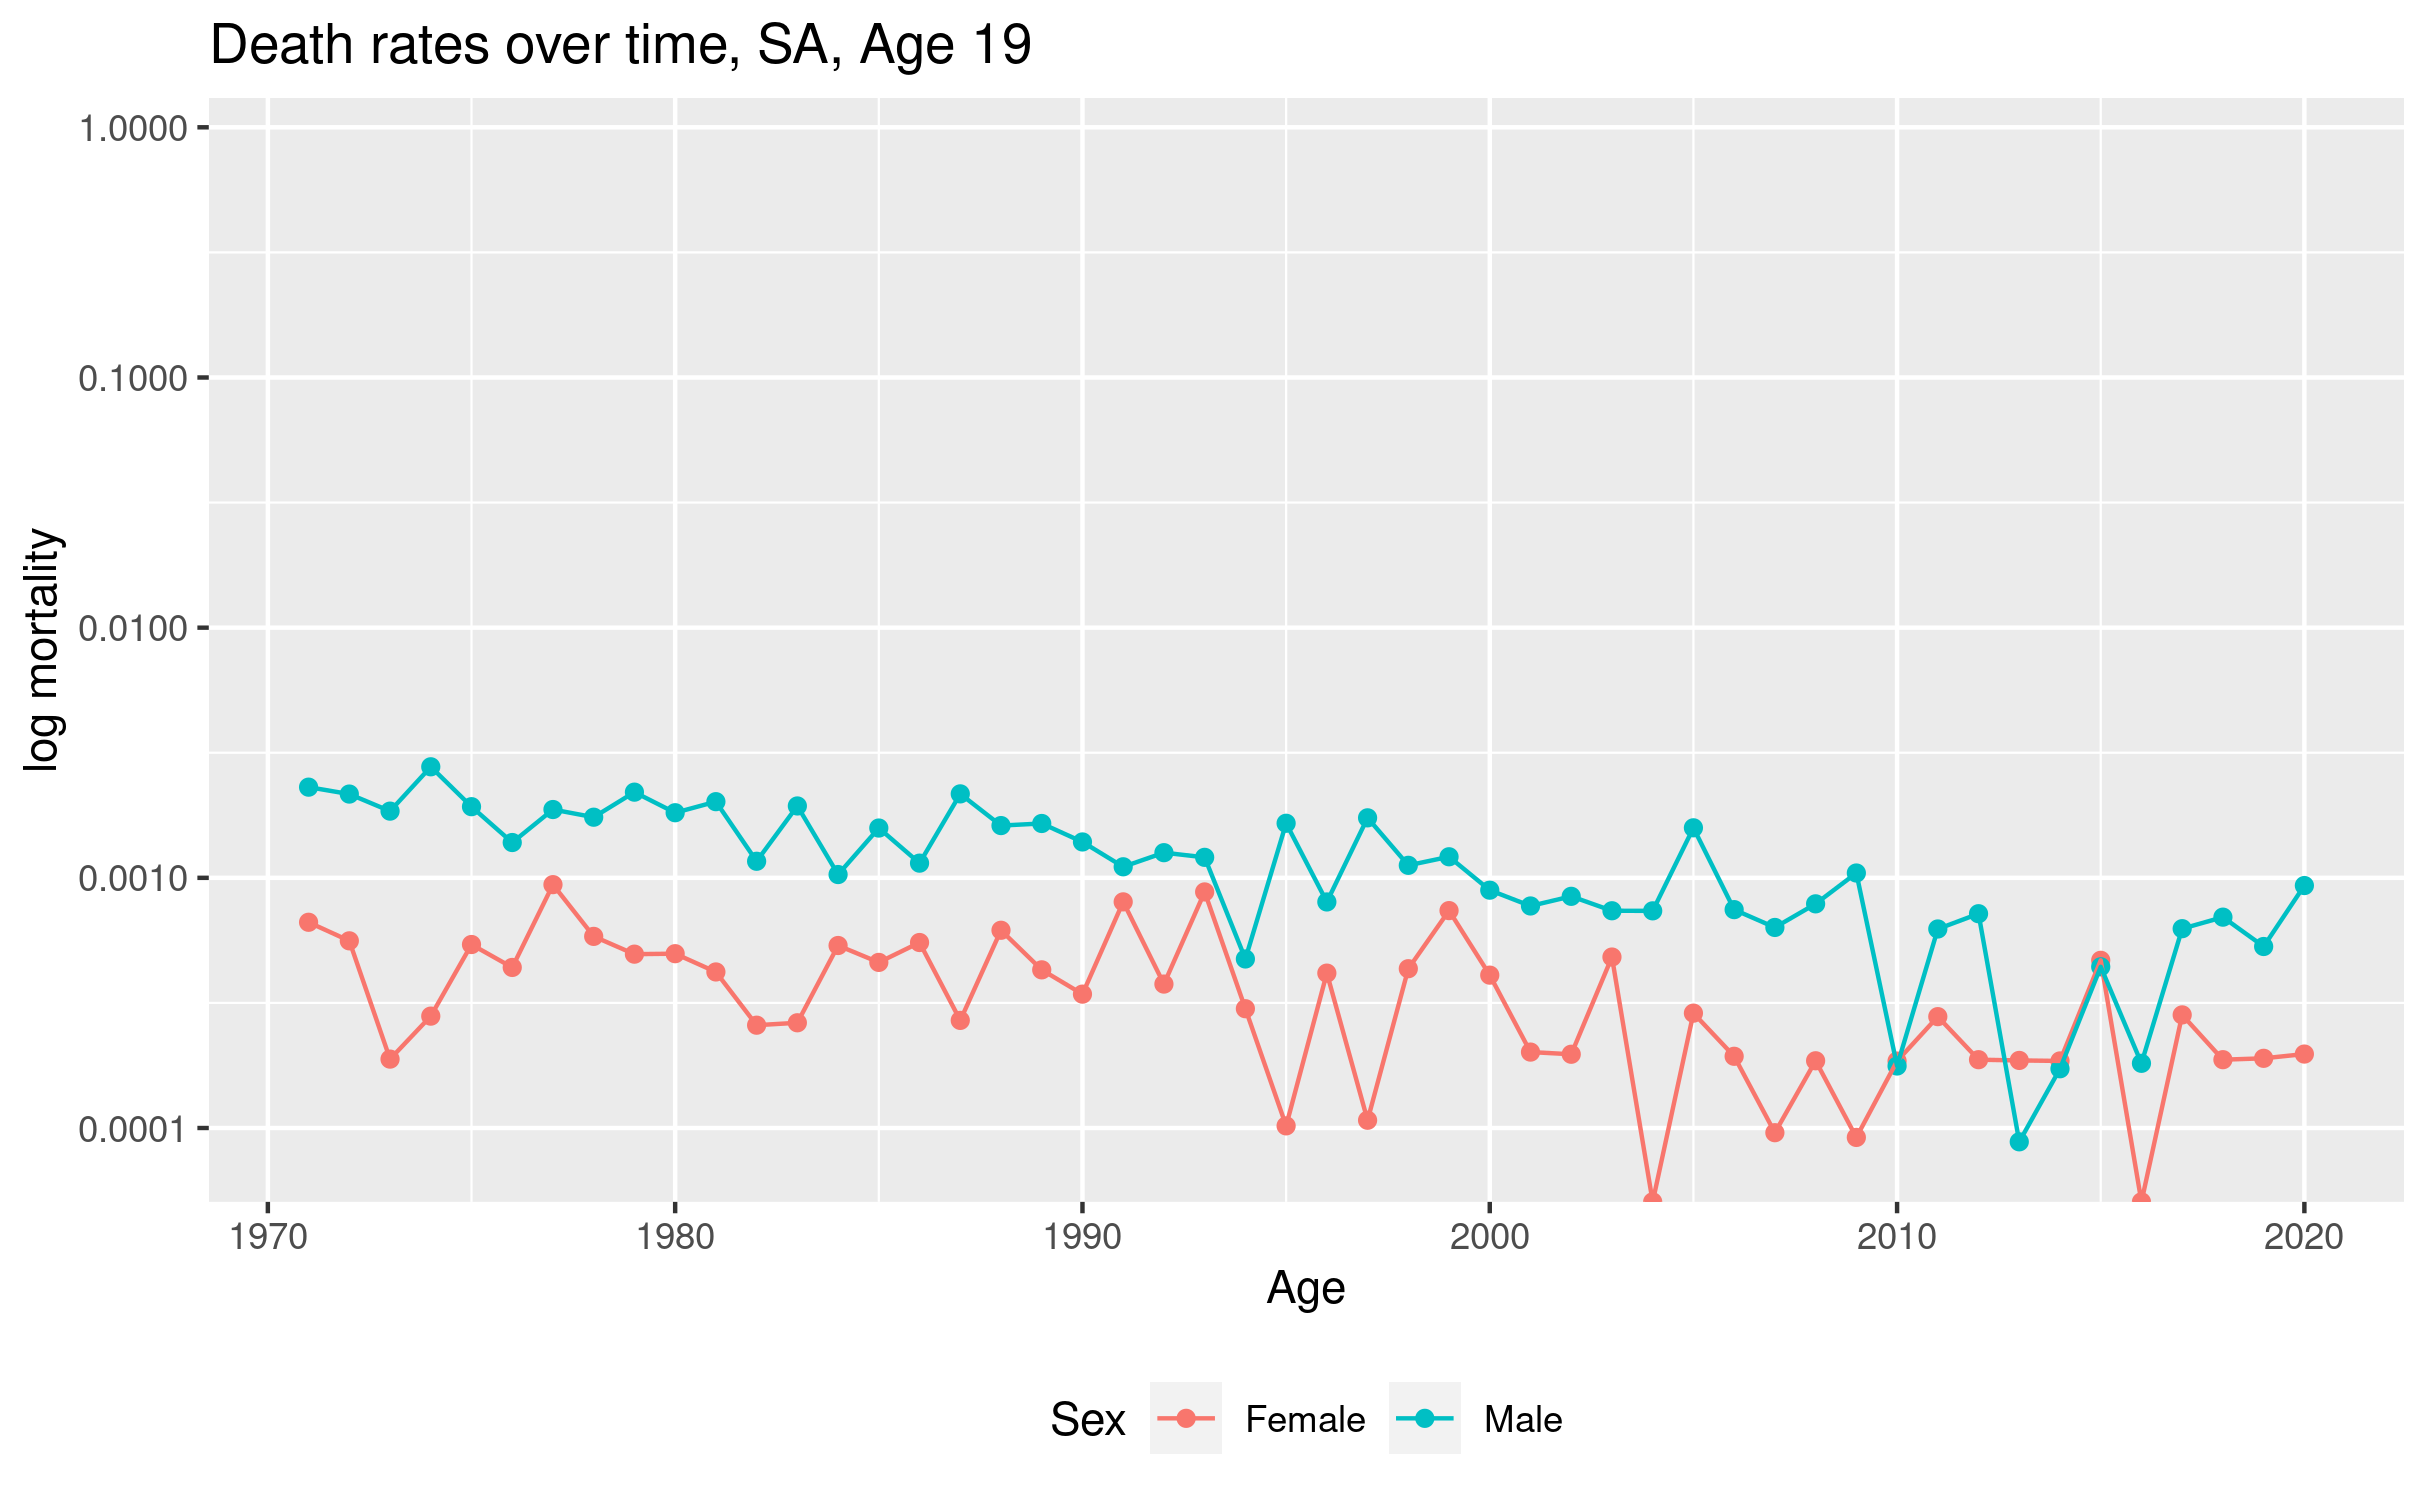 Death rates over time, SA, Age 19
log mortality
1.0000
0.1000
0.0100
0.0010
0.0001
1970 1980 1990 2000 2010 2020
Age
Sex Female Male